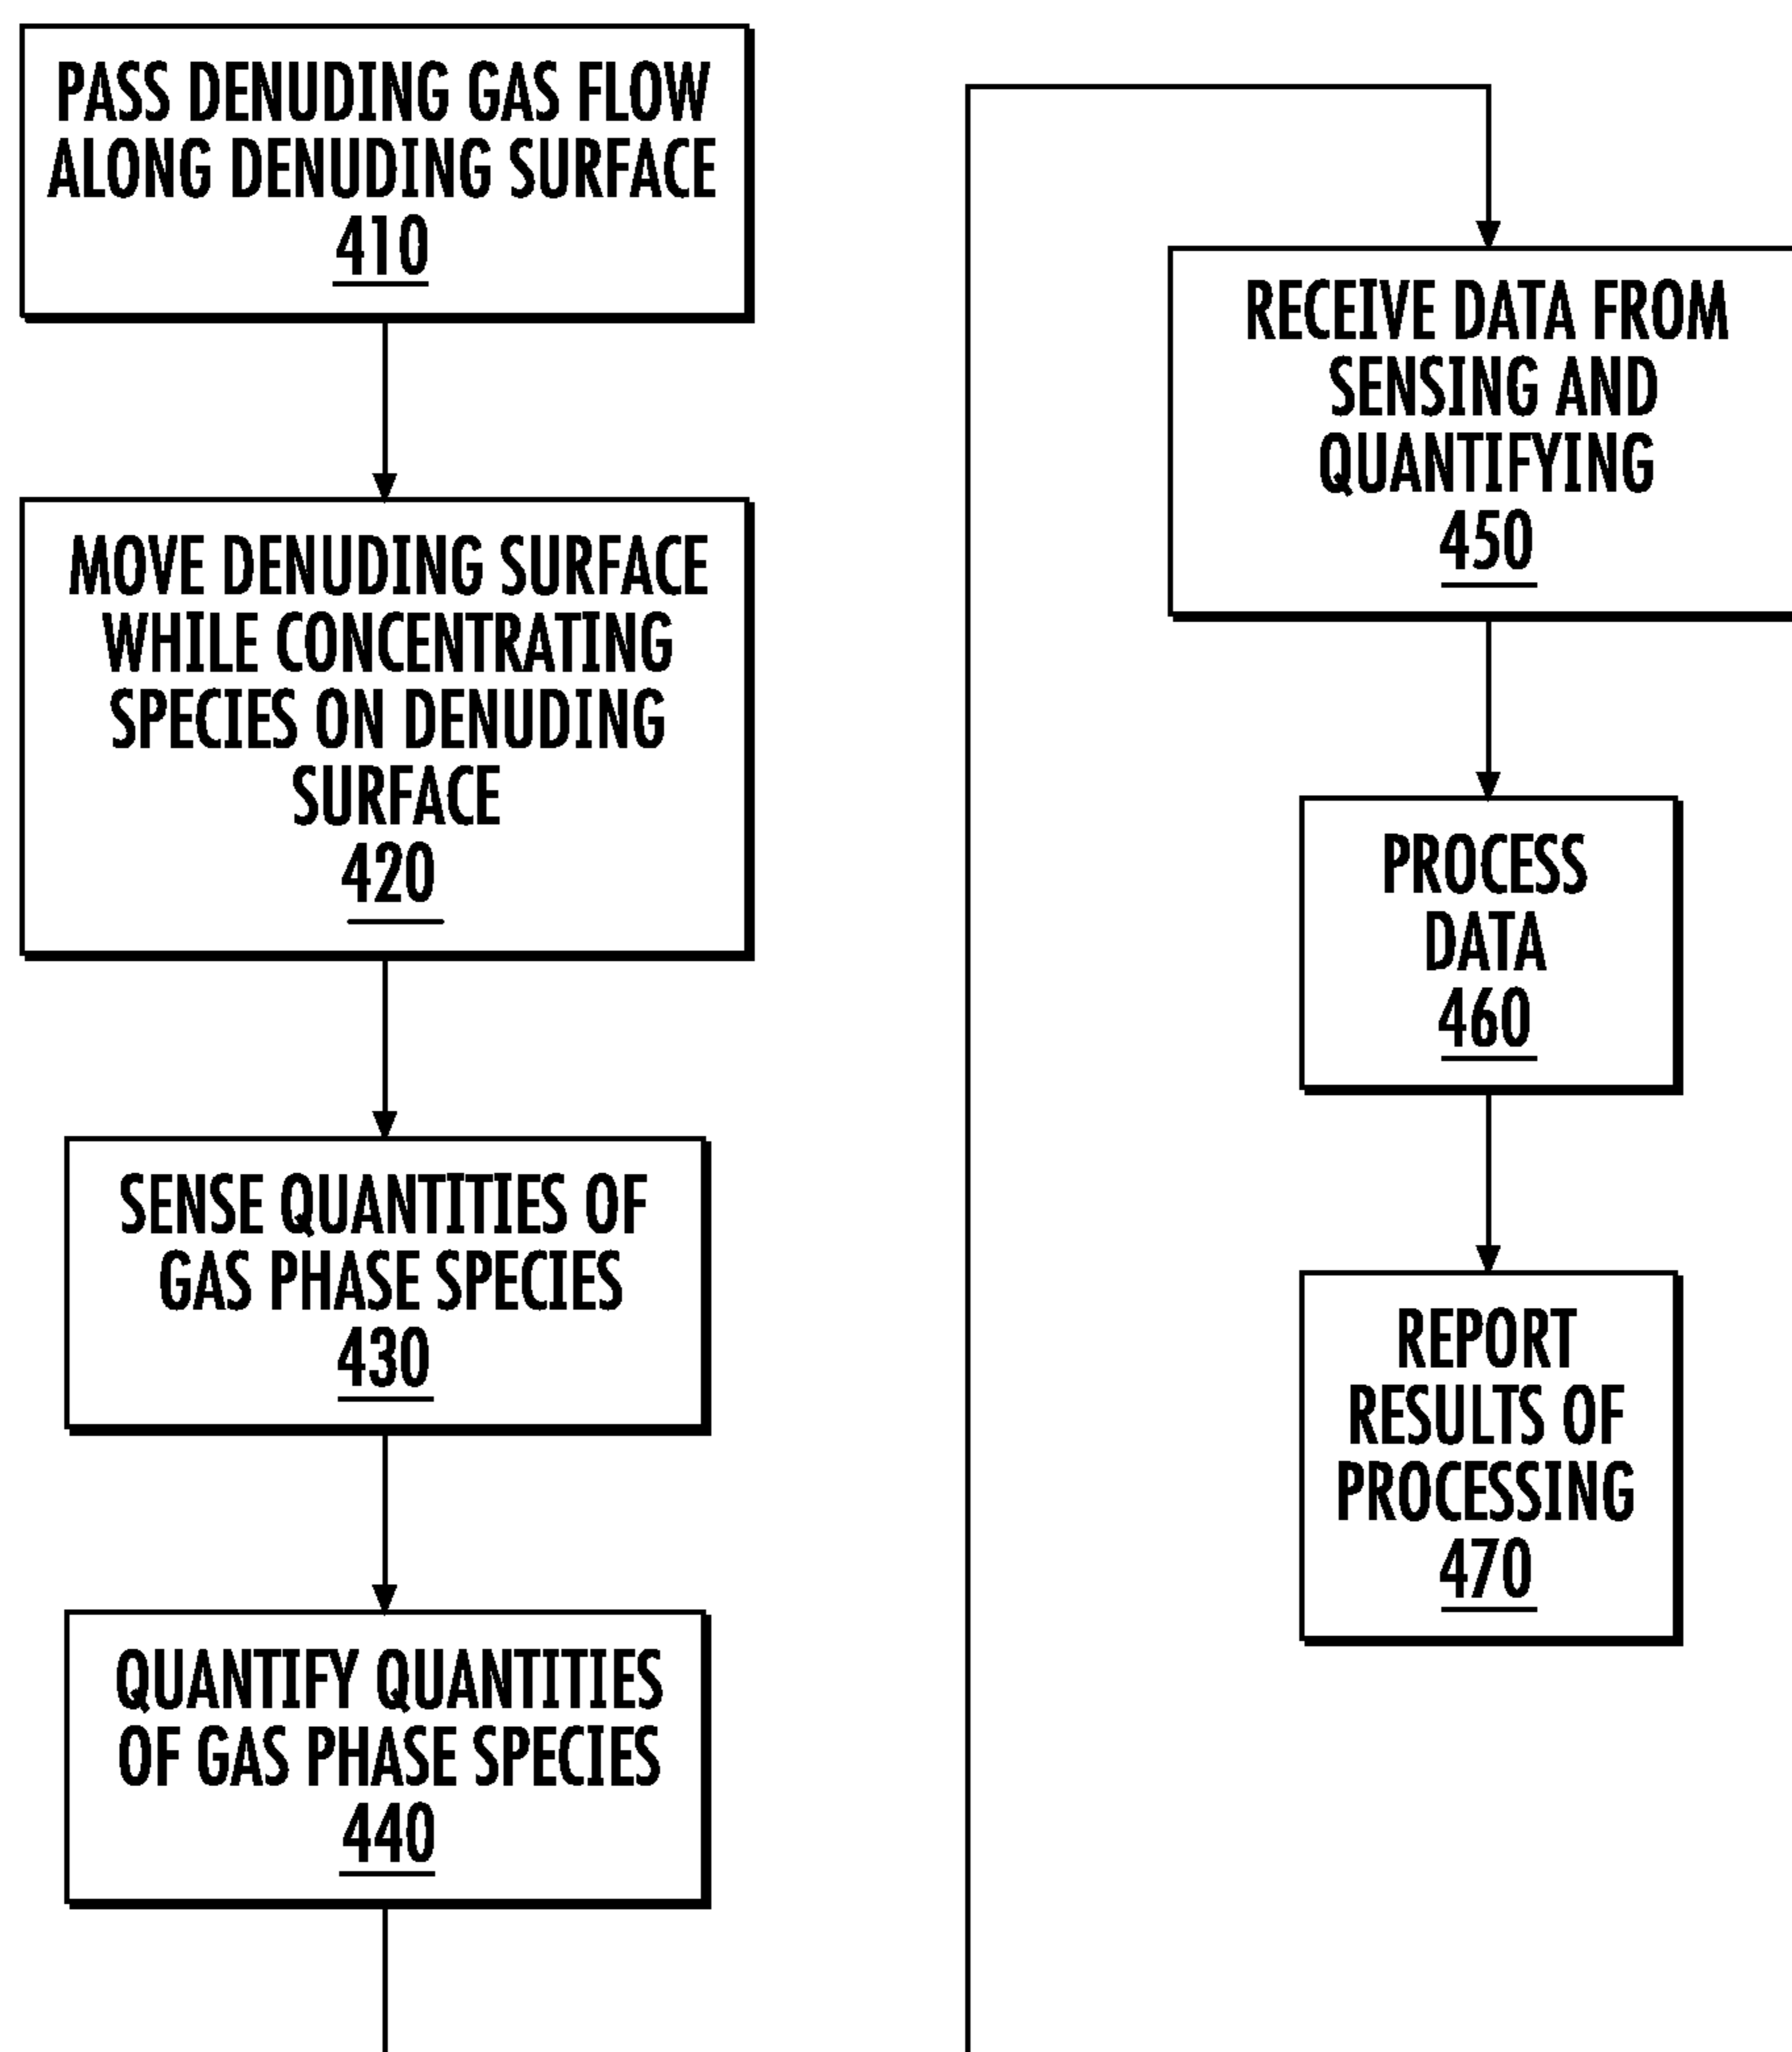 PASS DENUDING GAS FLOW
ALONG DENUDING SURFACE
410
MOVE DENUDING SURFACE
WHILE CONCENTRATING
SPECIES ON DENUDING
SURFACE
420
SENSE QUANTITIES OF
GAS PHASE SPECIES
430
QUANTIFY QUANTITIES
OF GAS PHASE SPECIES
440
RECEIVE DATA FROM
SENSING AND
QUANTIFYING
450
PROCESS
DATA
460
REPORT
RESULTS OF
PROCESSING
470